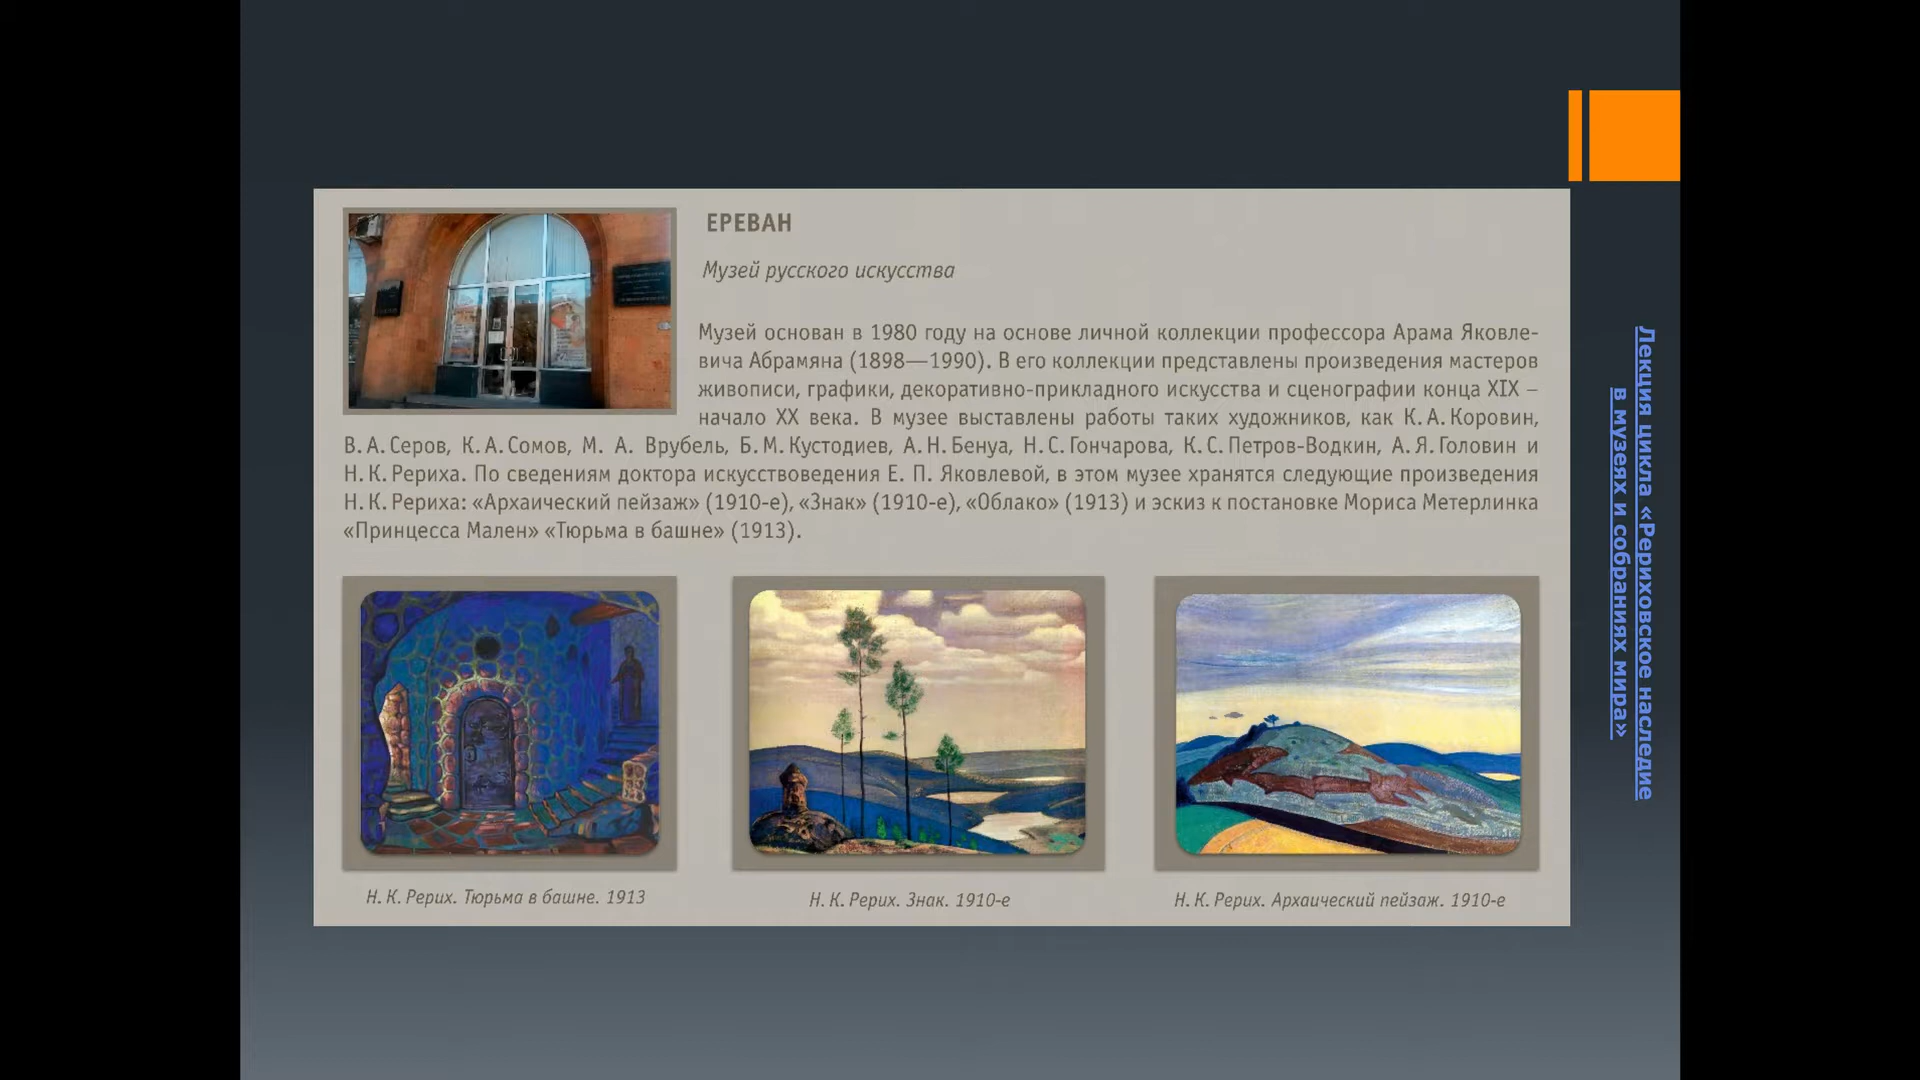 ЕРЕВАН
Музей русского искусства
Музей основан в 1980 году на основе личной коллекции профессора Арама Яковле-
вича Абрамяна (1898—1990). В его коллекции представлены произведения мастеров
живописи, графики, декоративно-прикладного искусства и сценографии конца XIX –
начало XX века. В музее выставлены работы таких художников, как К. А. Коровин,
В. А. Серов, К. А. Сомов, М. А. Врубель, Б. М. Кустодиев, А. Н. Бенуа, Н. С. Гончарова, К. С. Петров-Водкин, А. Я. Головин и
Н. К. Рериха. По сведениям доктора искусствоведения Е. П. Яковлевой, в этом музее хранятся следующие произведения
Н. К. Рериха: «Архаический пейзаж» (1910-е), «Знак» (1910-е), «Облако» (1913) и эскиз к постановке Мориса Метерлинка
«Принцесса Мален» «Тюрьма в башне» (1913).
Н. К. Рерих. Тюрьма в башне. 1913
Н. К. Рерих. Знак. 1910-е
Н. К. Рерих. Архаический пейзаж. 1910-е
Лекция цикла «Рериховское наследие
в музеях и собраниях мира»